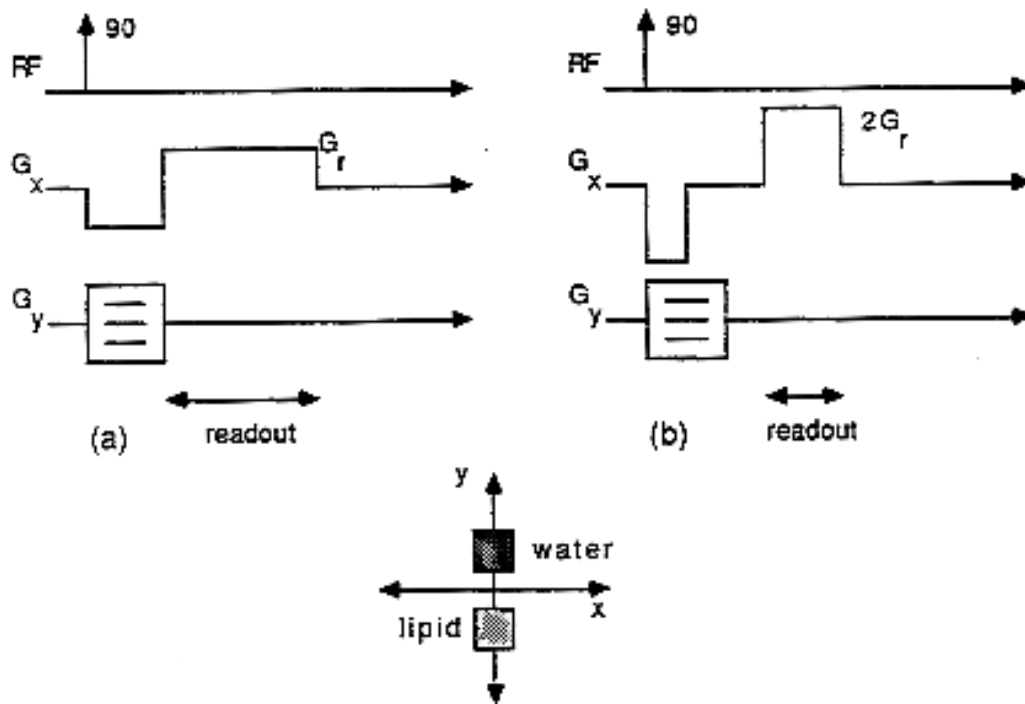 90
RF
G x
G r
G y
readout
(a)
90
RF
G x
2G r
G y
readout
(b)
y
water
x
lipid